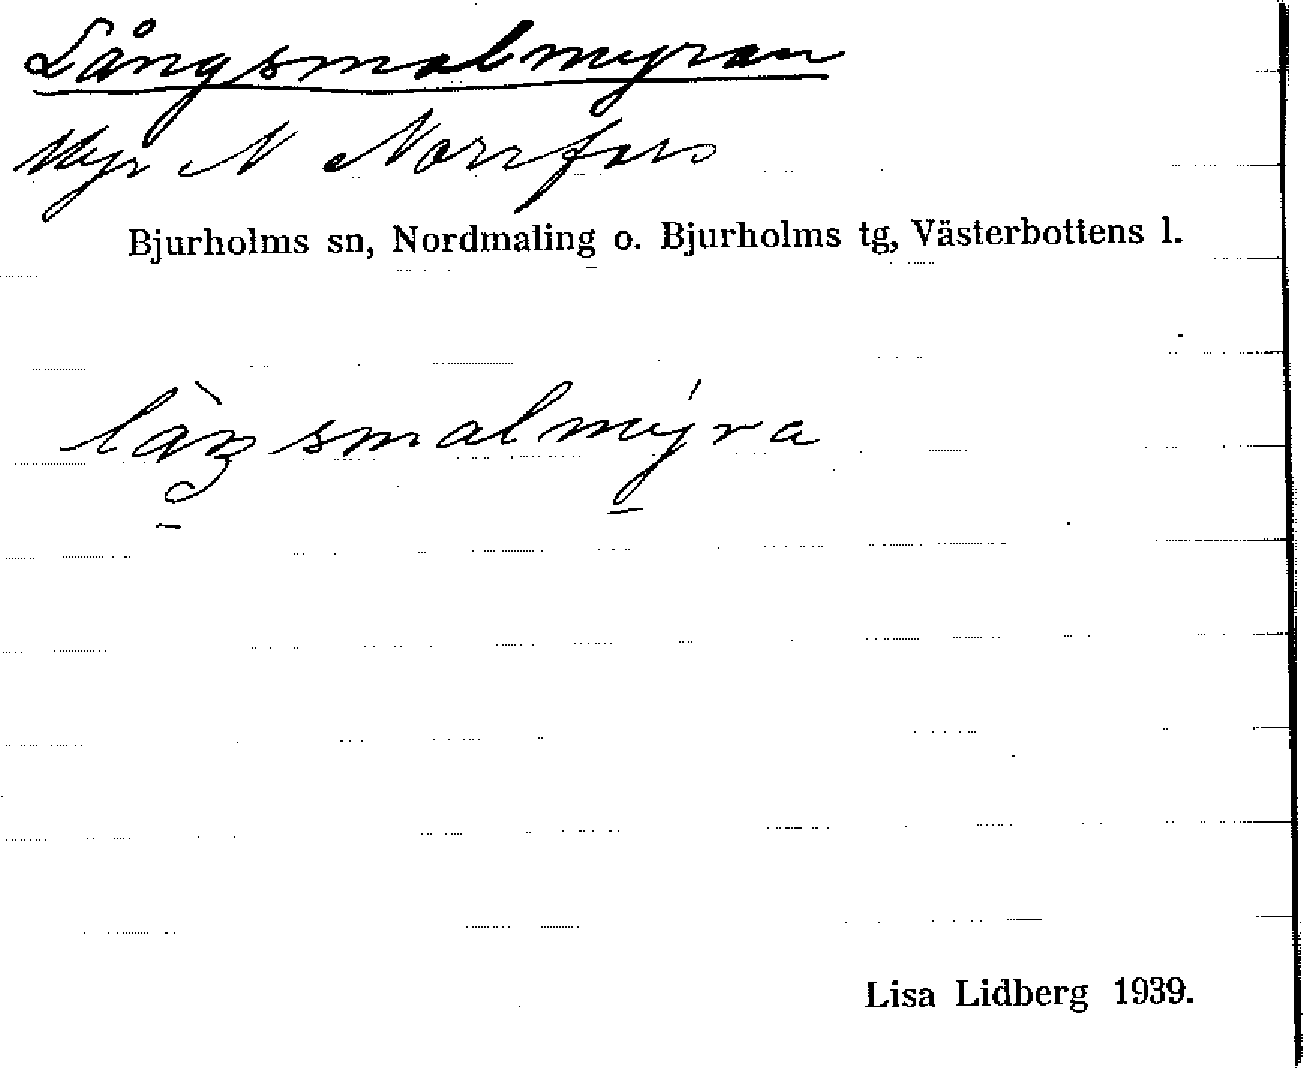 Långsmalmyran
Myr N Norrfors
Bjurholms sn, Nordmaling o. Bjurholms tg, Västerbottens l.
làŋsmalmýra
Lisa Lidberg 1939.